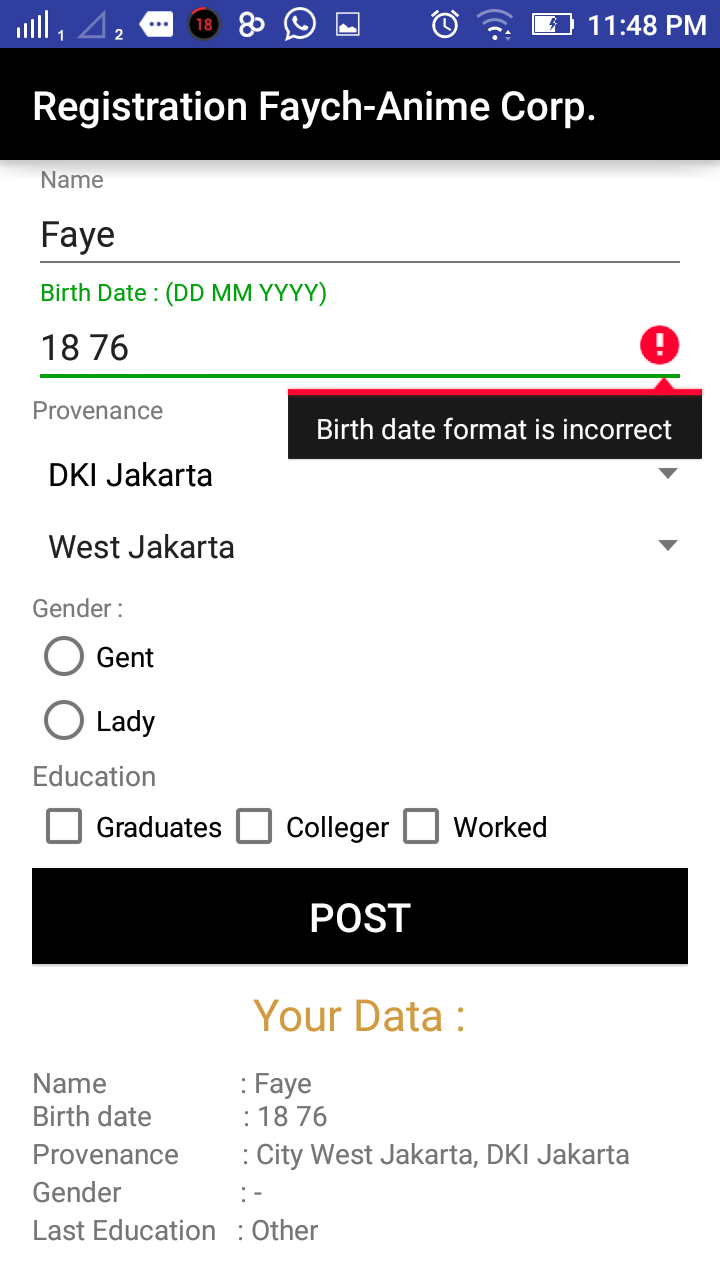 1 2 18 11:48 PM
Registration Faych-Anime Corp.
Name
Faye
Birth Date : (DD MM YYYY)
18 76
Birth date format is incorrect
Provenance
DKI Jakarta
West Jakarta
Gender :
Gent
Lady
Education
Graduates Colleger Worked
POST
Your Data :
Name : Faye
Birth date : 18 76
Provenance : City West Jakarta, DKI Jakarta
Gender : -
Last Education : Other